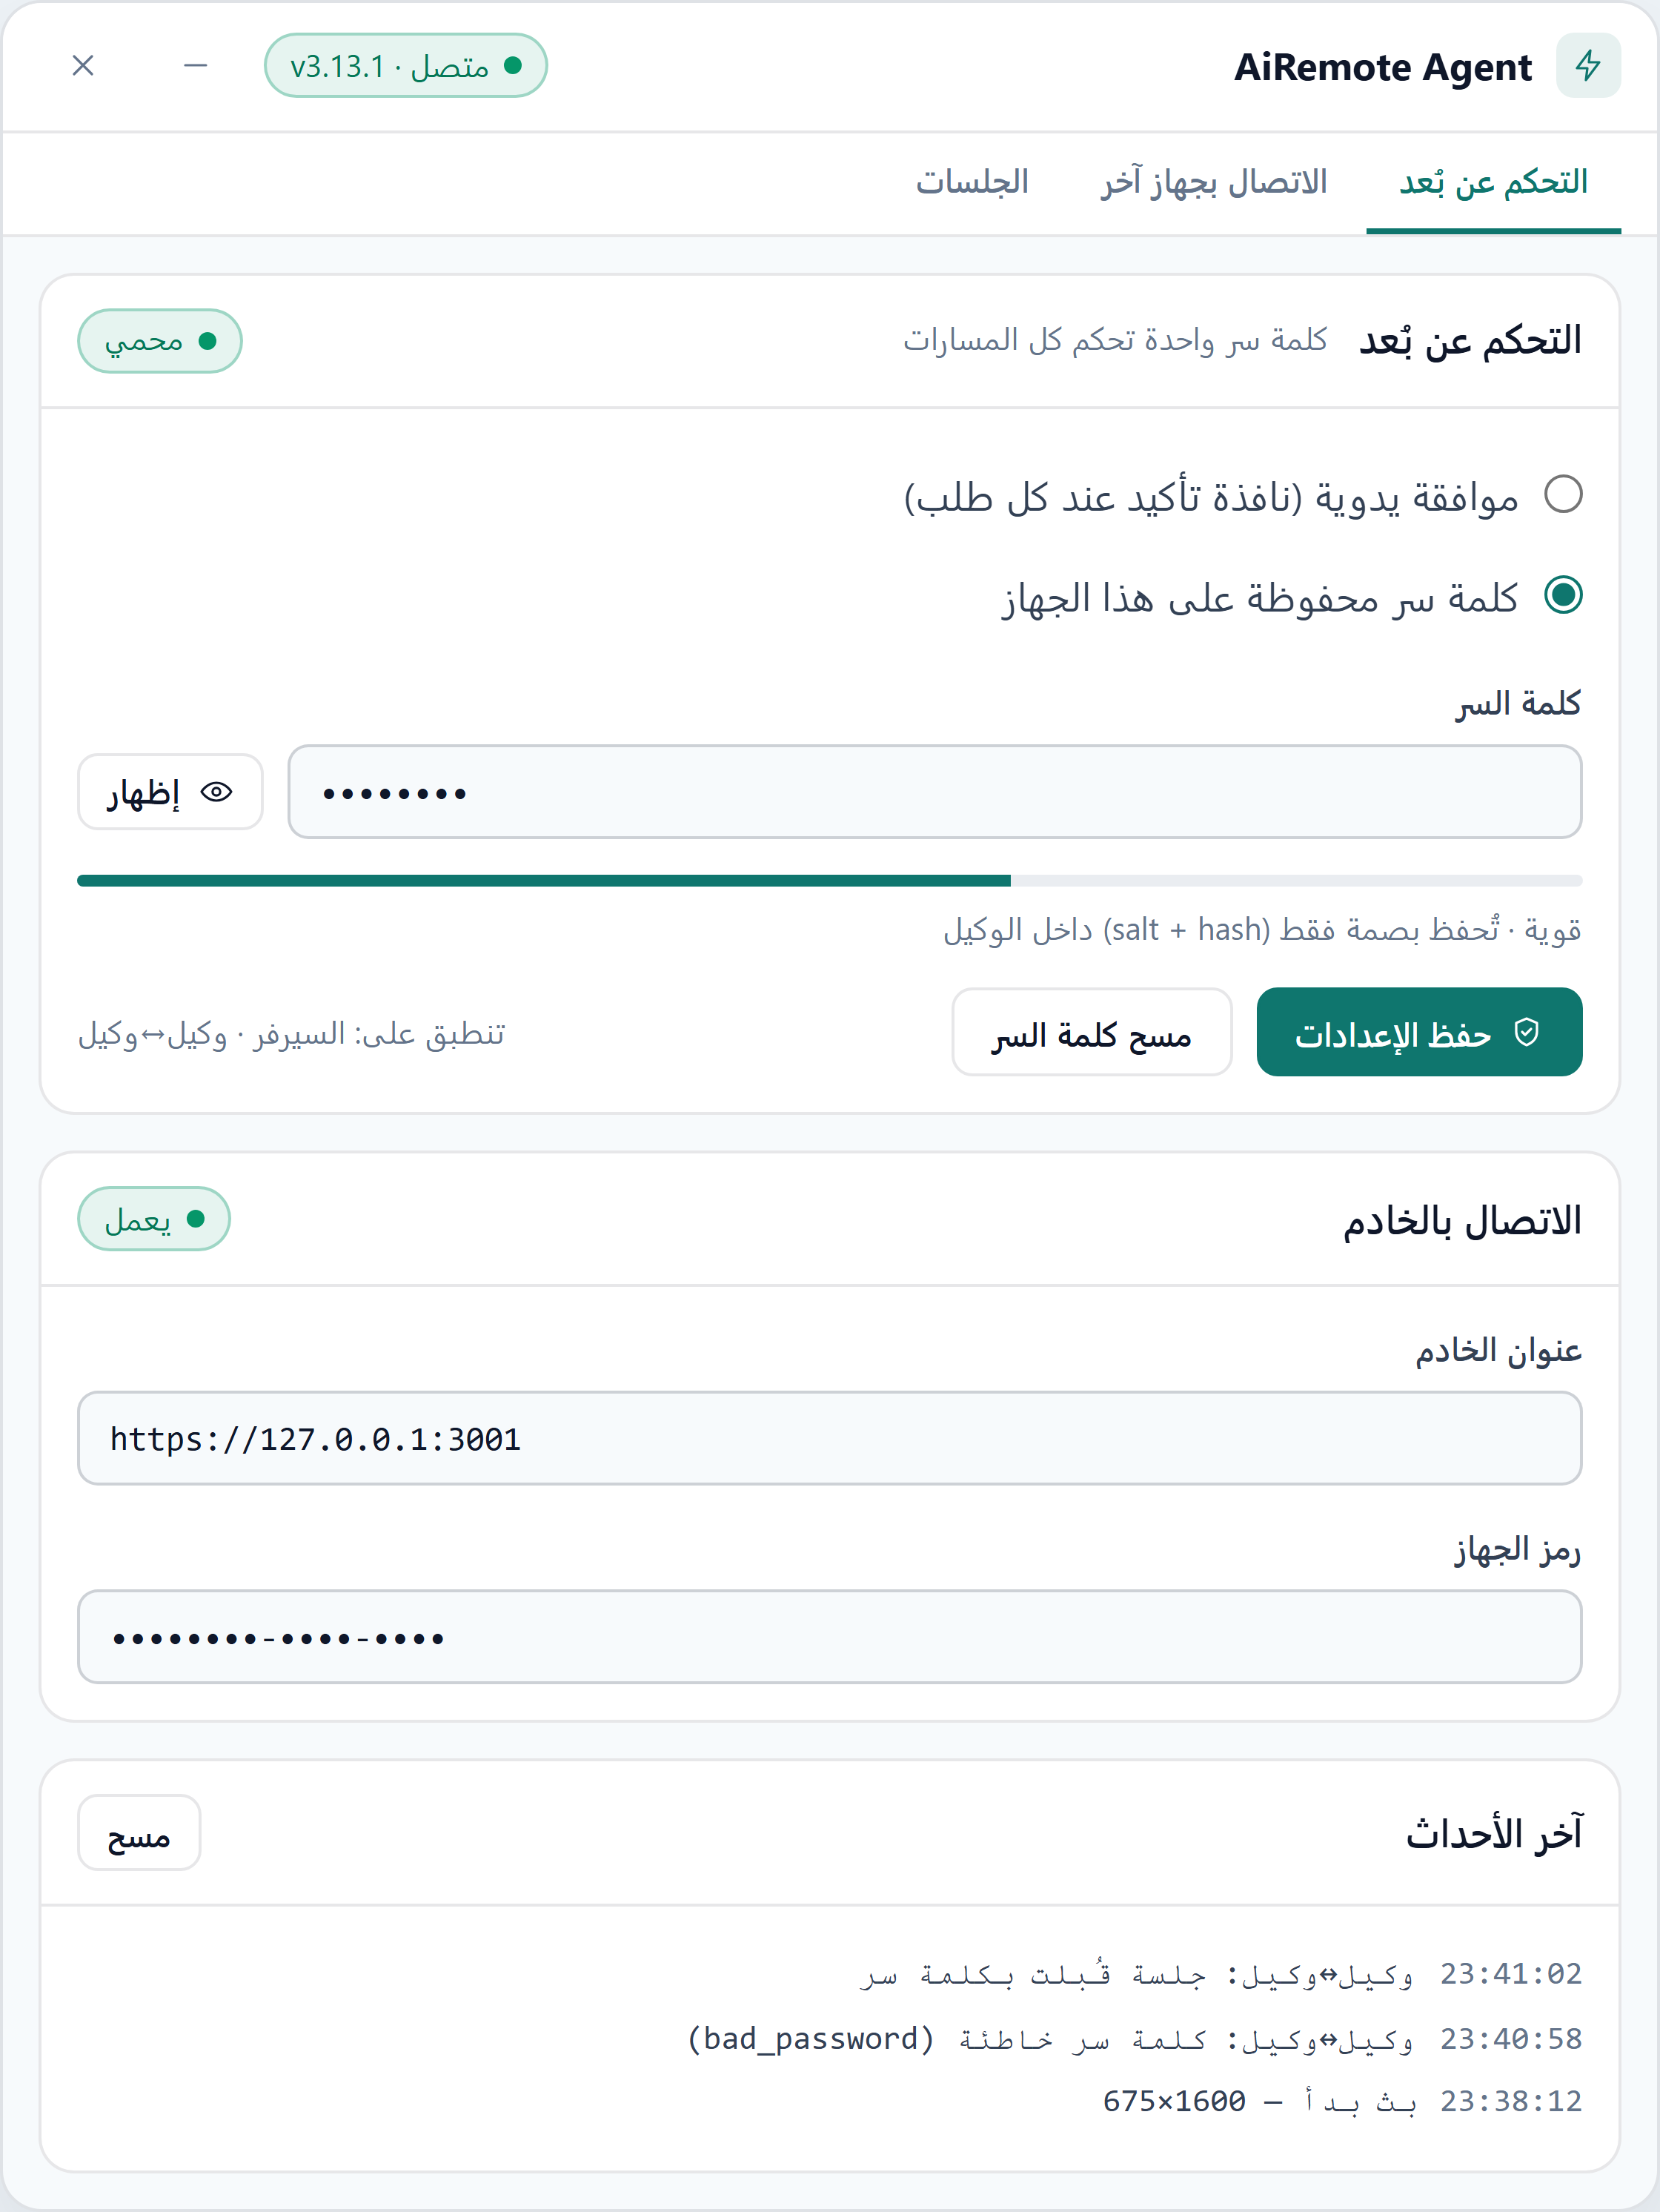 AiRemote Agent
متصل · v3.13.1
التحكم عن بُعد
الاتصال بجهاز آخر
الجلسات
التحكم عن بُعد
كلمة سر واحدة تحكم كل المسارات
محمي
موافقة يدوية (نافذة تأكيد عند كل طلب)
كلمة سر محفوظة على هذا الجهاز
كلمة السر
••••••••
إظهار
قوية · تُحفظ بصمة فقط (salt + hash) داخل الوكيل
حفظ الإعدادات
مسح كلمة السر
تنطبق على: السيرفر · وكيل↔وكيل
الاتصال بالخادم
يعمل
عنوان الخادم
https://127.0.0.1:3001
رمز الجهاز
••••••••-••••-••••
آخر الأحداث
مسح
23:41:02 وكيل↔وكيل: جلسة قُبلت بكلمة سر
23:40:58 وكيل↔وكيل: كلمة سر خاطئة (bad_password)
23:38:12 بث بدأ — 1600×675